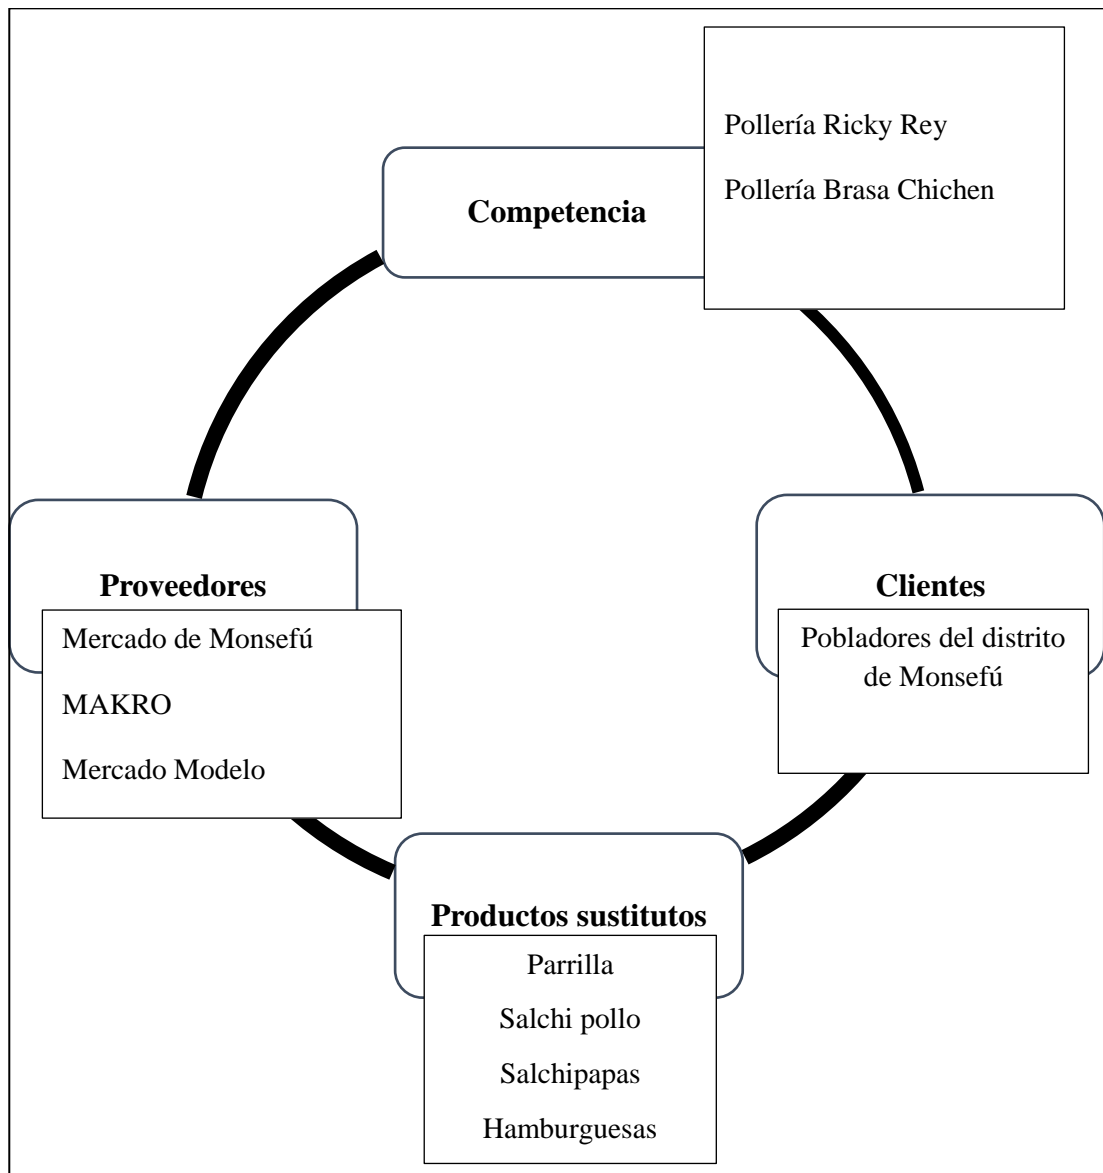 Competencia
Pollería Ricky Rey
Pollería Brasa Chichen
Proveedores
Mercado de Monsefú
MAKRO
Mercado Modelo
Clientes
Pobladores del distrito
de Monsefú
Productos sustitutos
Parrilla
Salchi pollo
Salchipapas
Hamburguesas